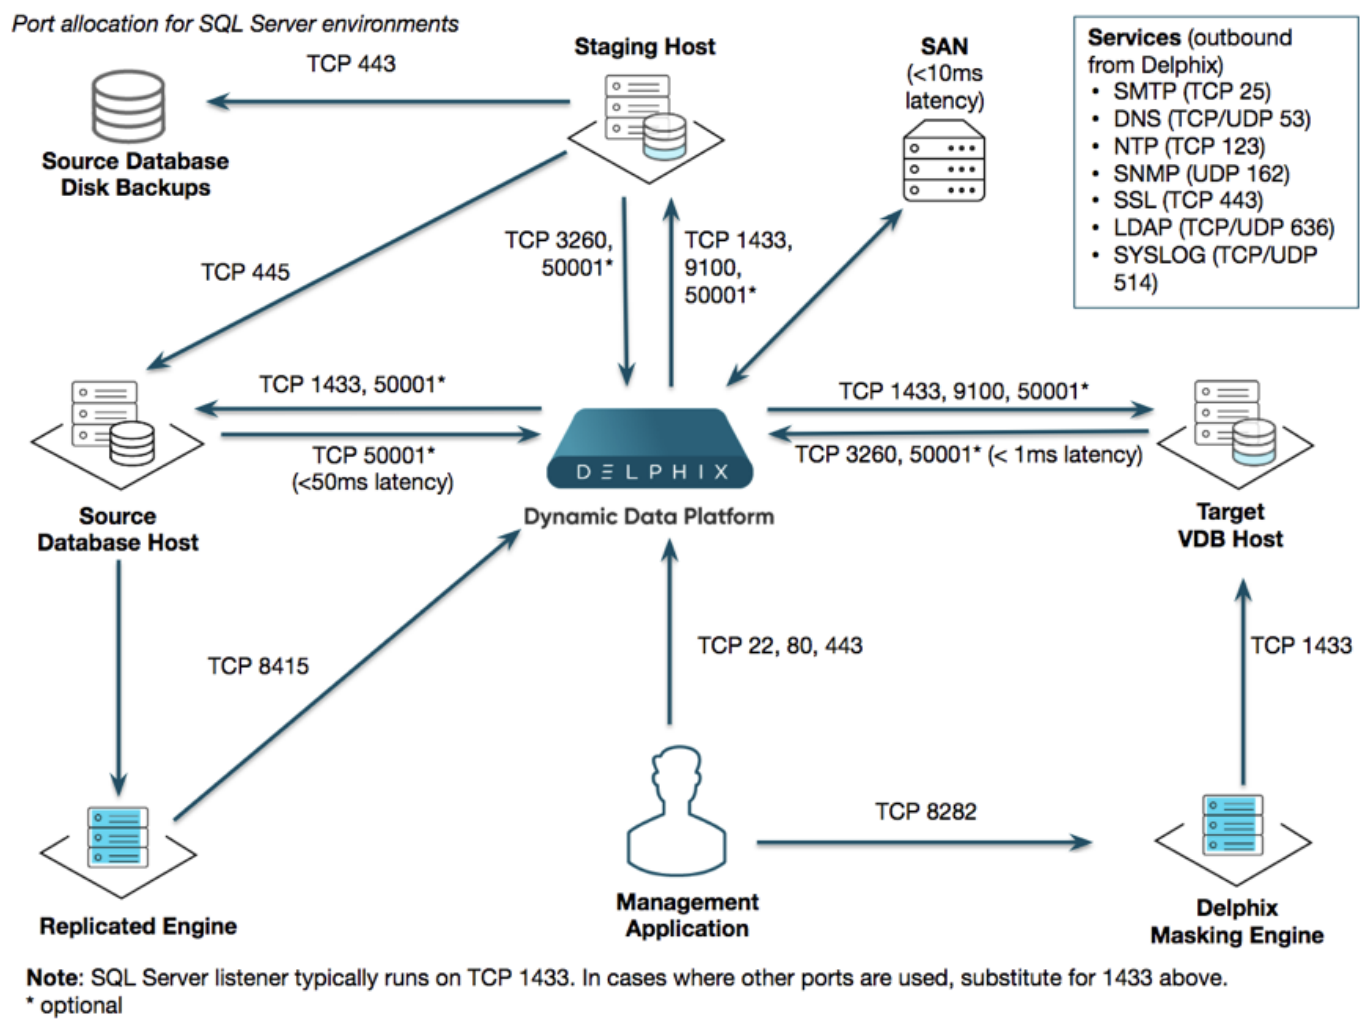 Port allocation for SQL Server environments
Staging Host
SAN
(<10ms
latency)
Services (outbound
from Delphix)
• SMTP (TCP 25)
• DNS (TCP/UDP 53)
• NTP (TCP 123)
• SNMP (UDP 162)
• SSL (TCP 443)
• LDAP (TCP/UDP 636)
• SYSLOG (TCP/UDP
514)
TCP 443
Source Database
Disk Backups
TCP 445
TCP 3260,
50001*
TCP 1433,
9100,
50001*
TCP 1433, 50001*
TCP 50001*
(<50ms latency)
TCP 1433, 9100, 50001*
TCP 3260, 50001* (< 1ms latency)
DELPHIX
Dynamic Data Platform
Source
Database Host
Target
VDB Host
TCP 8415
TCP 22, 80, 443
TCP 1433
TCP 8282
Replicated Engine
Management
Application
Delphix
Masking Engine
Note: SQL Server listener typically runs on TCP 1433. In cases where other ports are used, substitute for 1433 above.
* optional